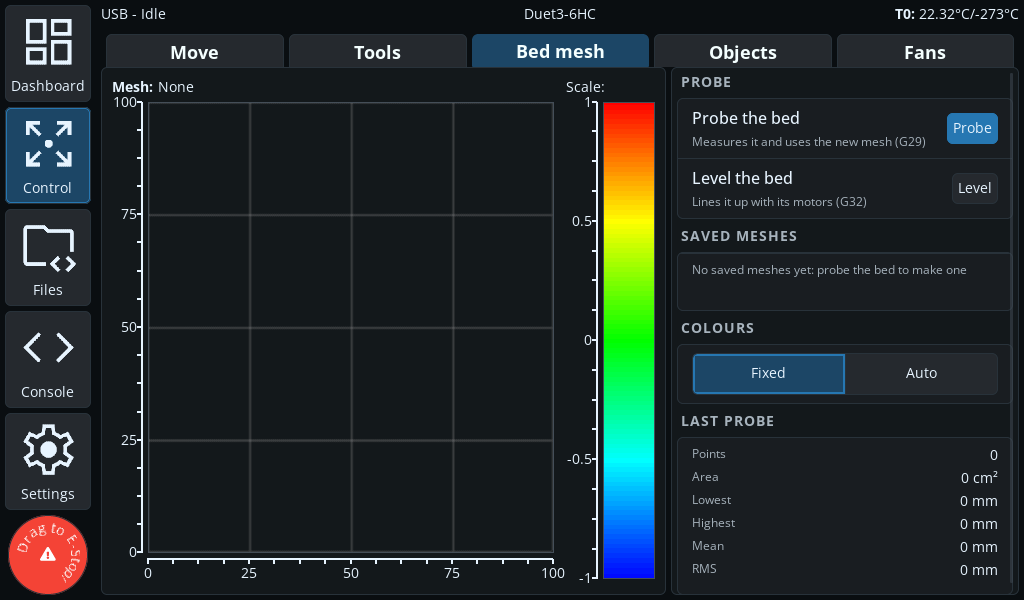 USB - Idle
Duet3-6HC
T0: 22.32°C/-273°C
Dashboard
Control
Files
Console
Settings
Drag to E-Stop!
Move
Tools
Bed mesh
Objects
Fans
Mesh: None
Scale:
100
75
50
25
0
0
25
50
75
100
1
0.5
0
-0.5
-1
PROBE
Probe the bed
Measures it and uses the new mesh (G29)
Probe
Level the bed
Lines it up with its motors (G32)
Level
SAVED MESHES
No saved meshes yet: probe the bed to make one
COLOURS
Fixed
Auto
LAST PROBE
Points 0
Area 0 cm²
Lowest 0 mm
Highest 0 mm
Mean 0 mm
RMS 0 mm